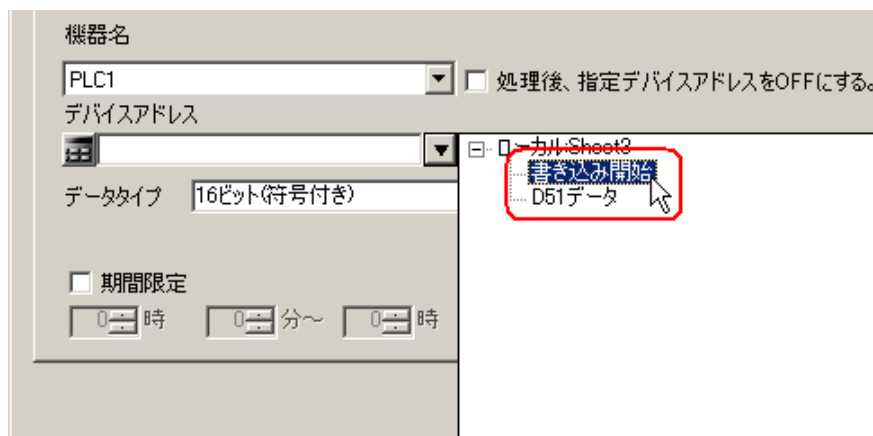 機器名
PLC1
処理後、指定デバイスアドレスをOFFにする。
デバイスアドレス
ローカル:Sheet3
書き込み開始
データタイプ 16ビット(符号付き)
D51データ
期間限定
0 時 0 分～ 0 時